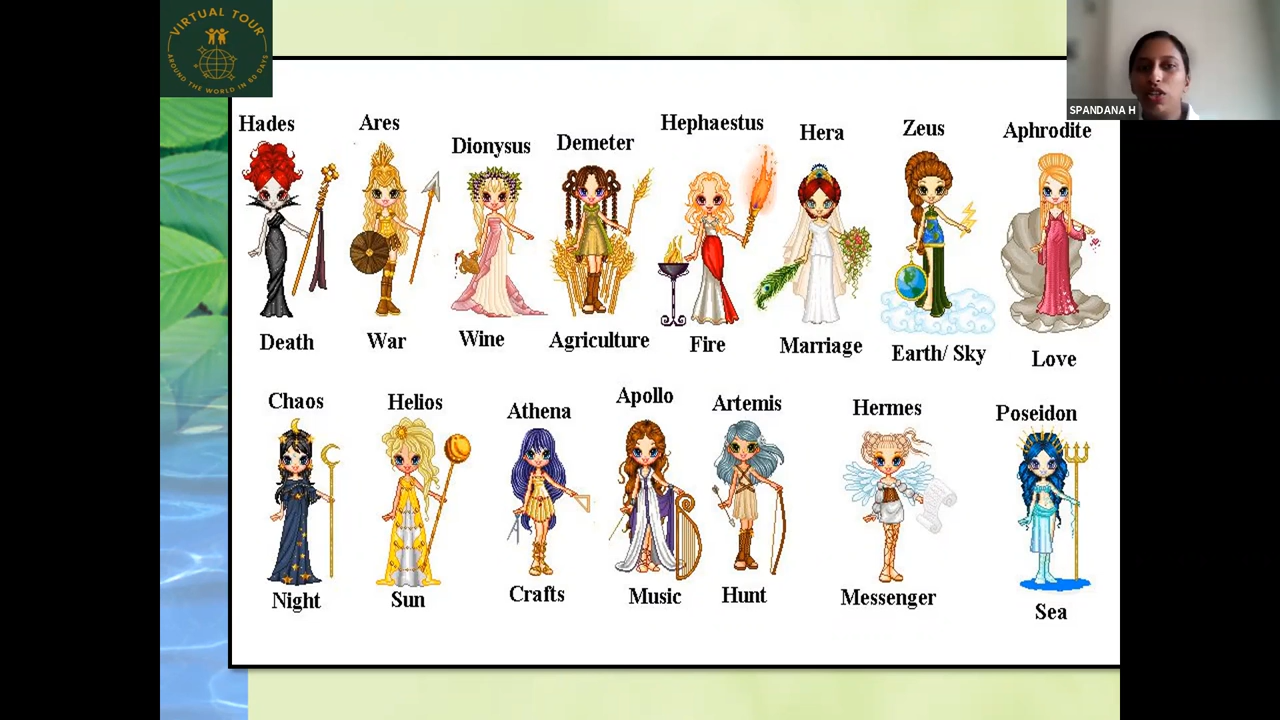 VIRTUAL TOUR
AROUND THE WORLD IN 60 DAYS
SPANDANA H
Hades
Ares
Dionysus
Demeter
Hephaestus
Hera
Zeus
Aphrodite
Death
War
Wine
Agriculture
Fire
Marriage
Earth/ Sky
Love
Chaos
Helios
Athena
Apollo
Artemis
Hermes
Poseidon
Night
Sun
Crafts
Music
Hunt
Messenger
Sea